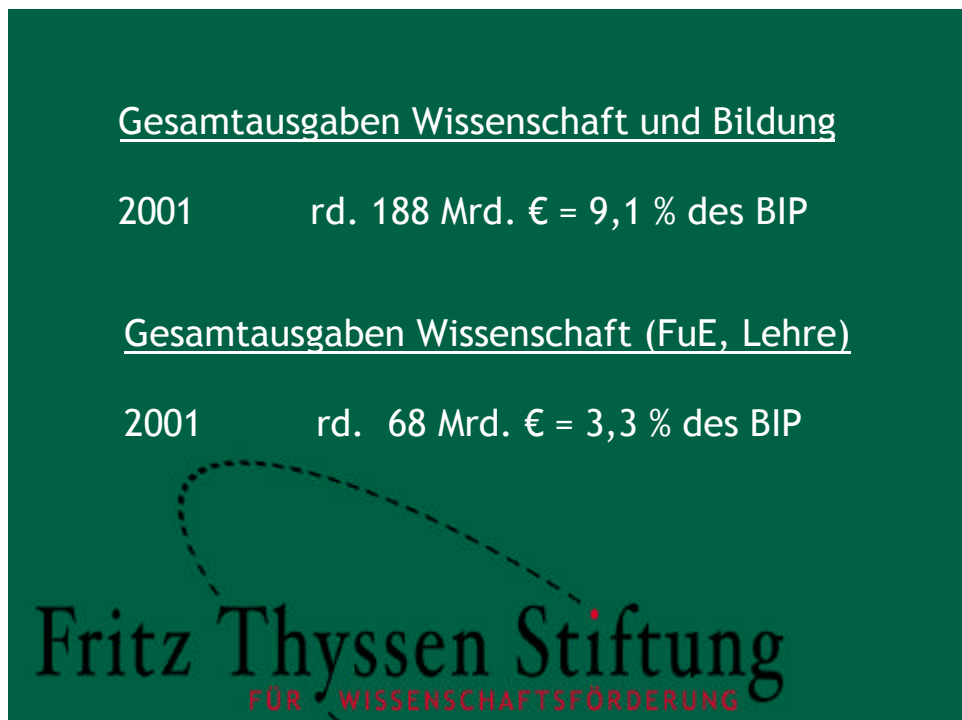 Gesamtausgaben Wissenschaft und Bildung
2001 rd. 188 Mrd. € = 9,1 % des BIP
Gesamtausgaben Wissenschaft (FuE, Lehre)
2001 rd. 68 Mrd. € = 3,3 % des BIP
Fritz Thyssen Stiftung
FÜR WISSENSCHAFTSFÖRDERUNG